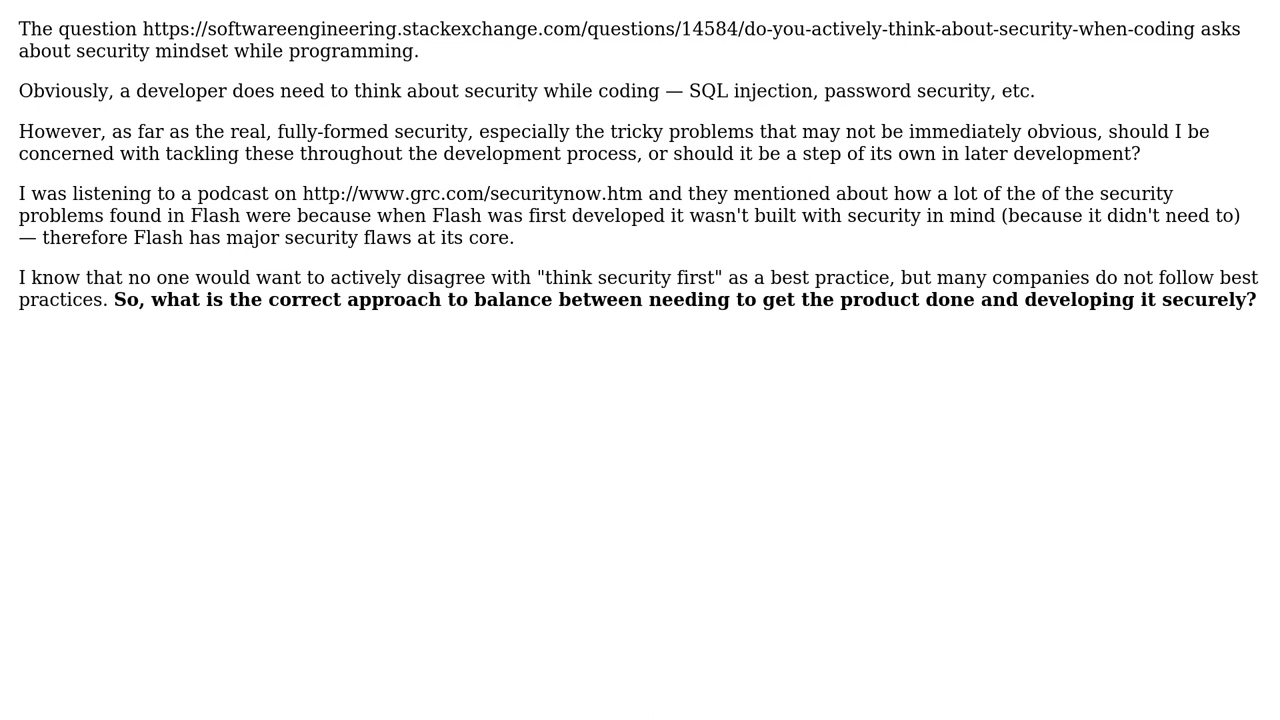 The question https://softwareengineering.stackexchange.com/questions/14584/do-you-actively-think-about-security-when-coding asks
about security mindset while programming.
Obviously, a developer does need to think about security while coding — SQL injection, password security, etc.
However, as far as the real, fully-formed security, especially the tricky problems that may not be immediately obvious, should I be
concerned with tackling these throughout the development process, or should it be a step of its own in later development?
I was listening to a podcast on http://www.grc.com/securitynow.htm and they mentioned about how a lot of the of the security
problems found in Flash were because when Flash was first developed it wasn't built with security in mind (because it didn't need to)
— therefore Flash has major security flaws at its core.
I know that no one would want to actively disagree with "think security first" as a best practice, but many companies do not follow best
practices. So, what is the correct approach to balance between needing to get the product done and developing it securely?